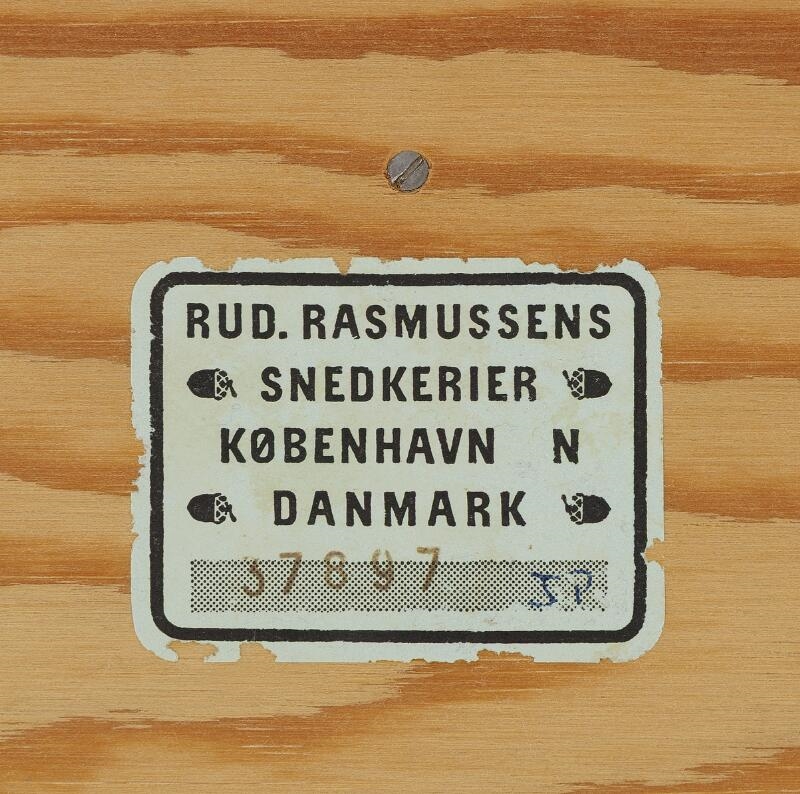 RUD. RASMUSSENS
SNEDKERIER
KØBENHAVN N
DANMARK
37897